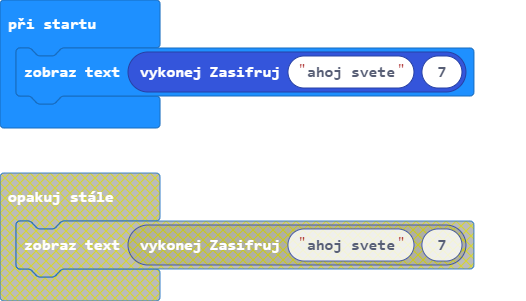 při startu
zobraz text vykonej Zasifruj "ahoj svete" 7
opakuj stále
zobraz text vykonej Zasifruj "ahoj svete" 7